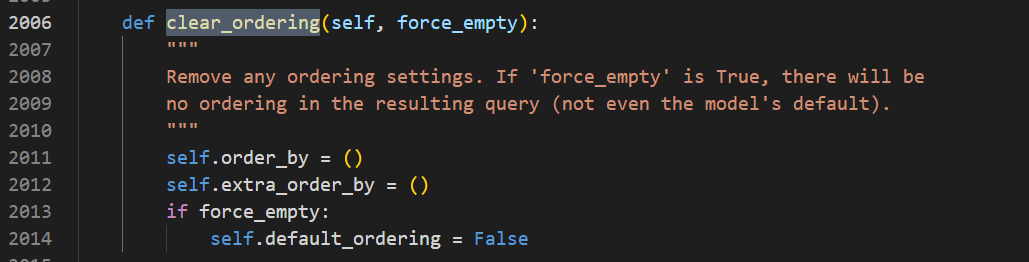 2006 def clear_ordering(self, force_empty):
2007 """
2008 Remove any ordering settings. If 'force_empty' is True, there will be
2009 no ordering in the resulting query (not even the model's default).
2010 """
2011 self.order_by = ()
2012 self.extra_order_by = ()
2013 if force_empty:
2014 self.default_ordering = False